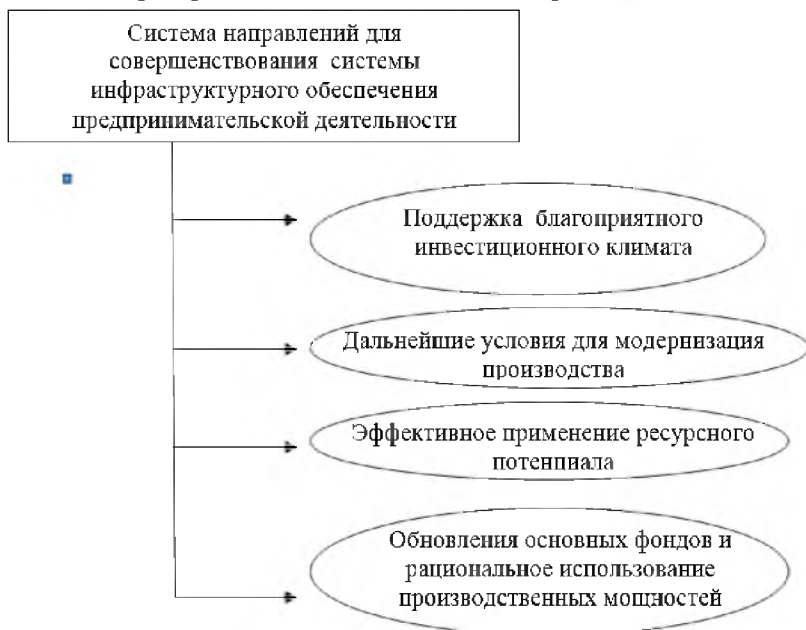 Система направлений для
совершенствования системы
инфраструктурного обеспечения
предпринимательской деятельности
Поддержка благоприятного
инвестиционного климата
Дальнейшие условия для модернизация
производства
Эффективное применение ресурсного
потенциала
Обновления основных фондов и
рациональное использование
производственных мощностей